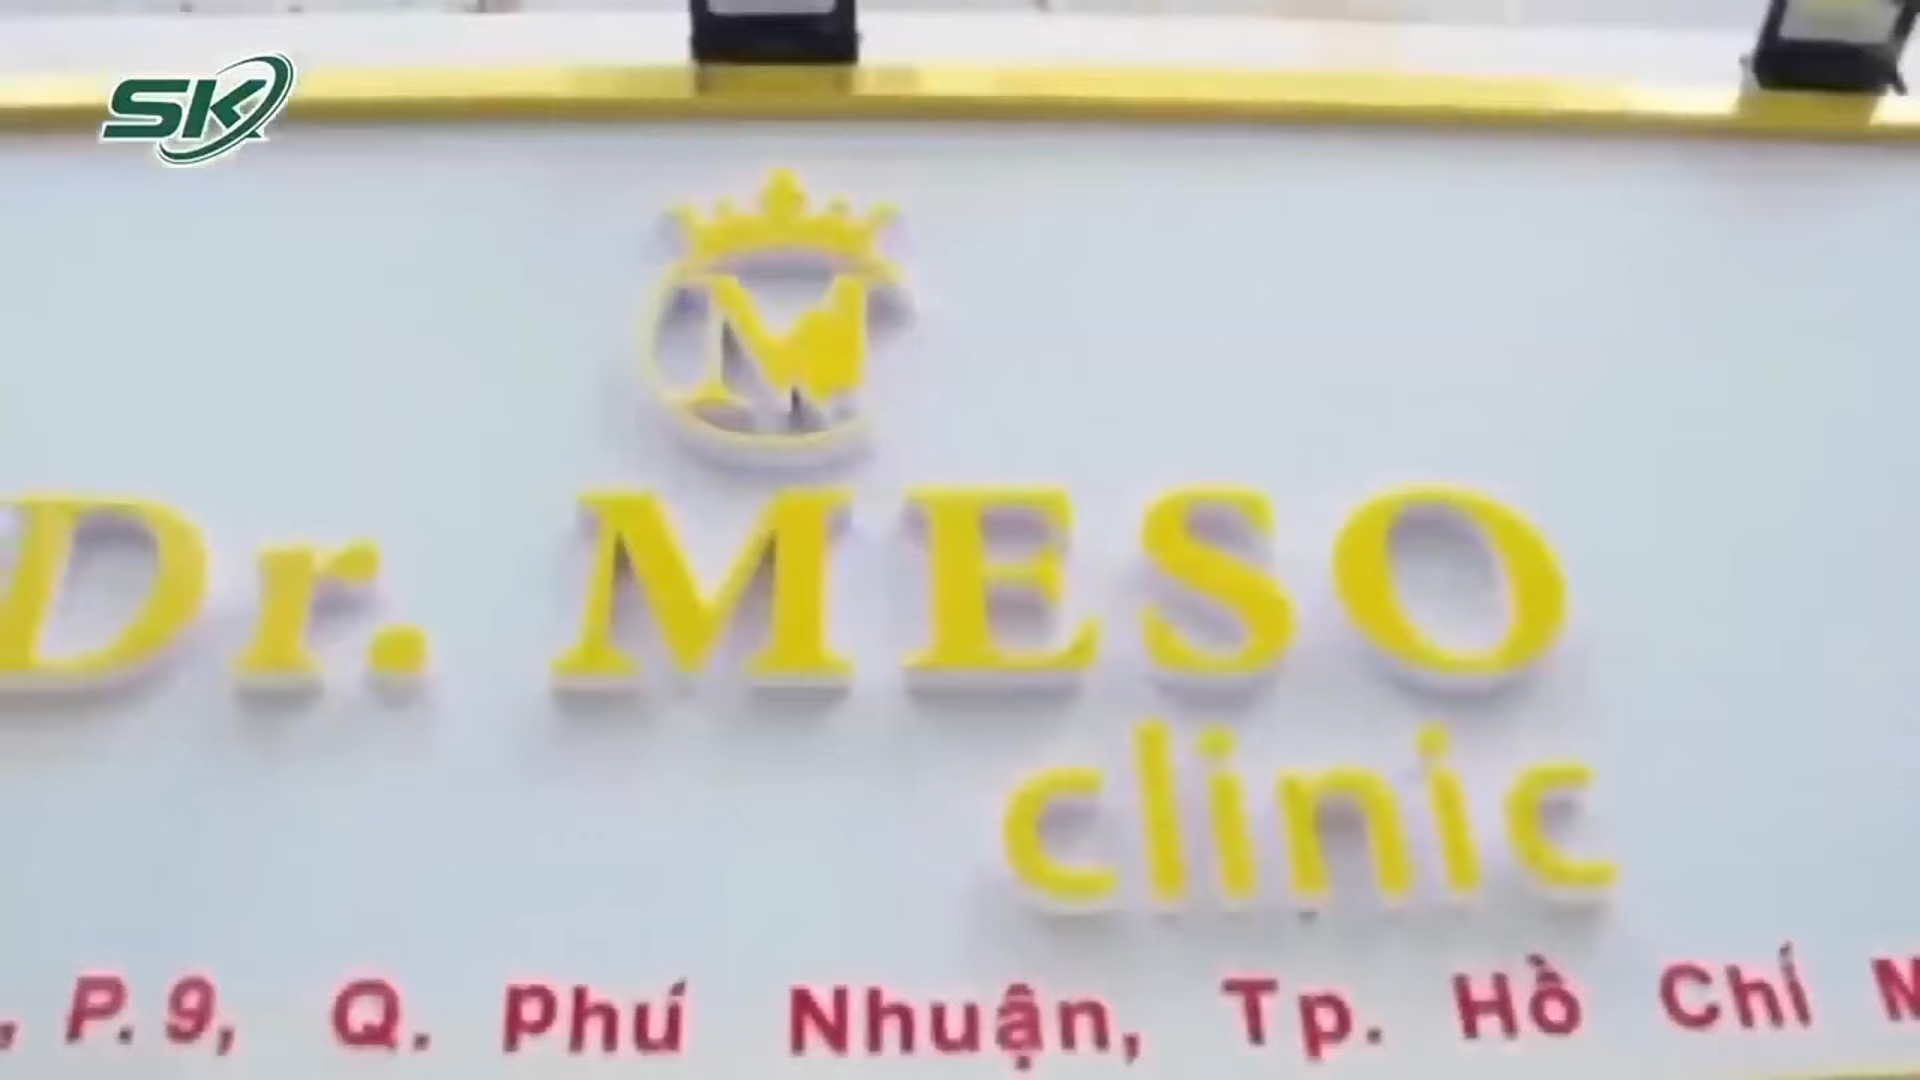 SK
M
Dr. MESO
clinic
, P.9, Q. Phú Nhuận, Tp. Hồ Chí M